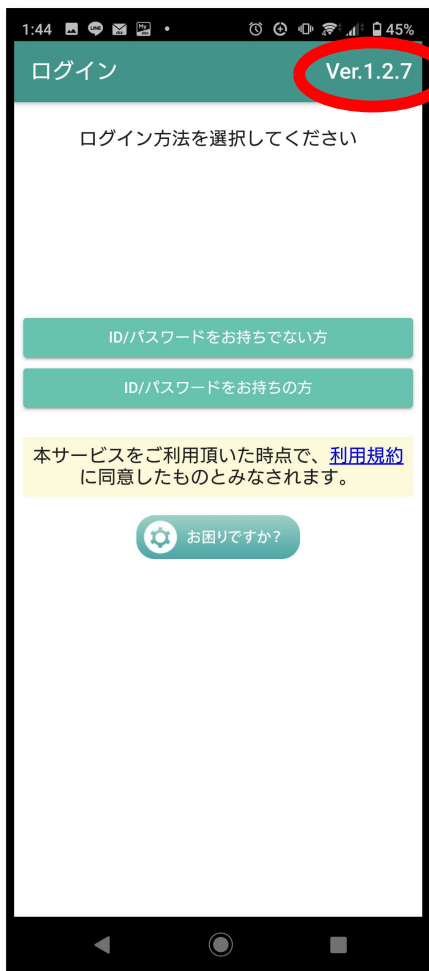 1:44
45%
ログイン
Ver.1.2.7
ログイン方法を選択してください
ID/パスワードをお持ちでない方
ID/パスワードをお持ちの方
本サービスをご利用頂いた時点で、利用規約
に同意したものとみなされます。
お困りですか?